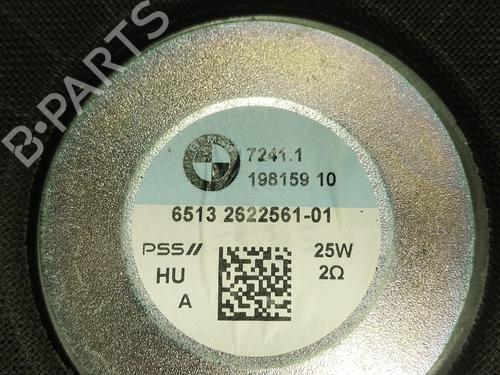 7241.1
198159 10
6513 2622561-01
PSS//
25W
HU
2Ω
A
B-PARTS